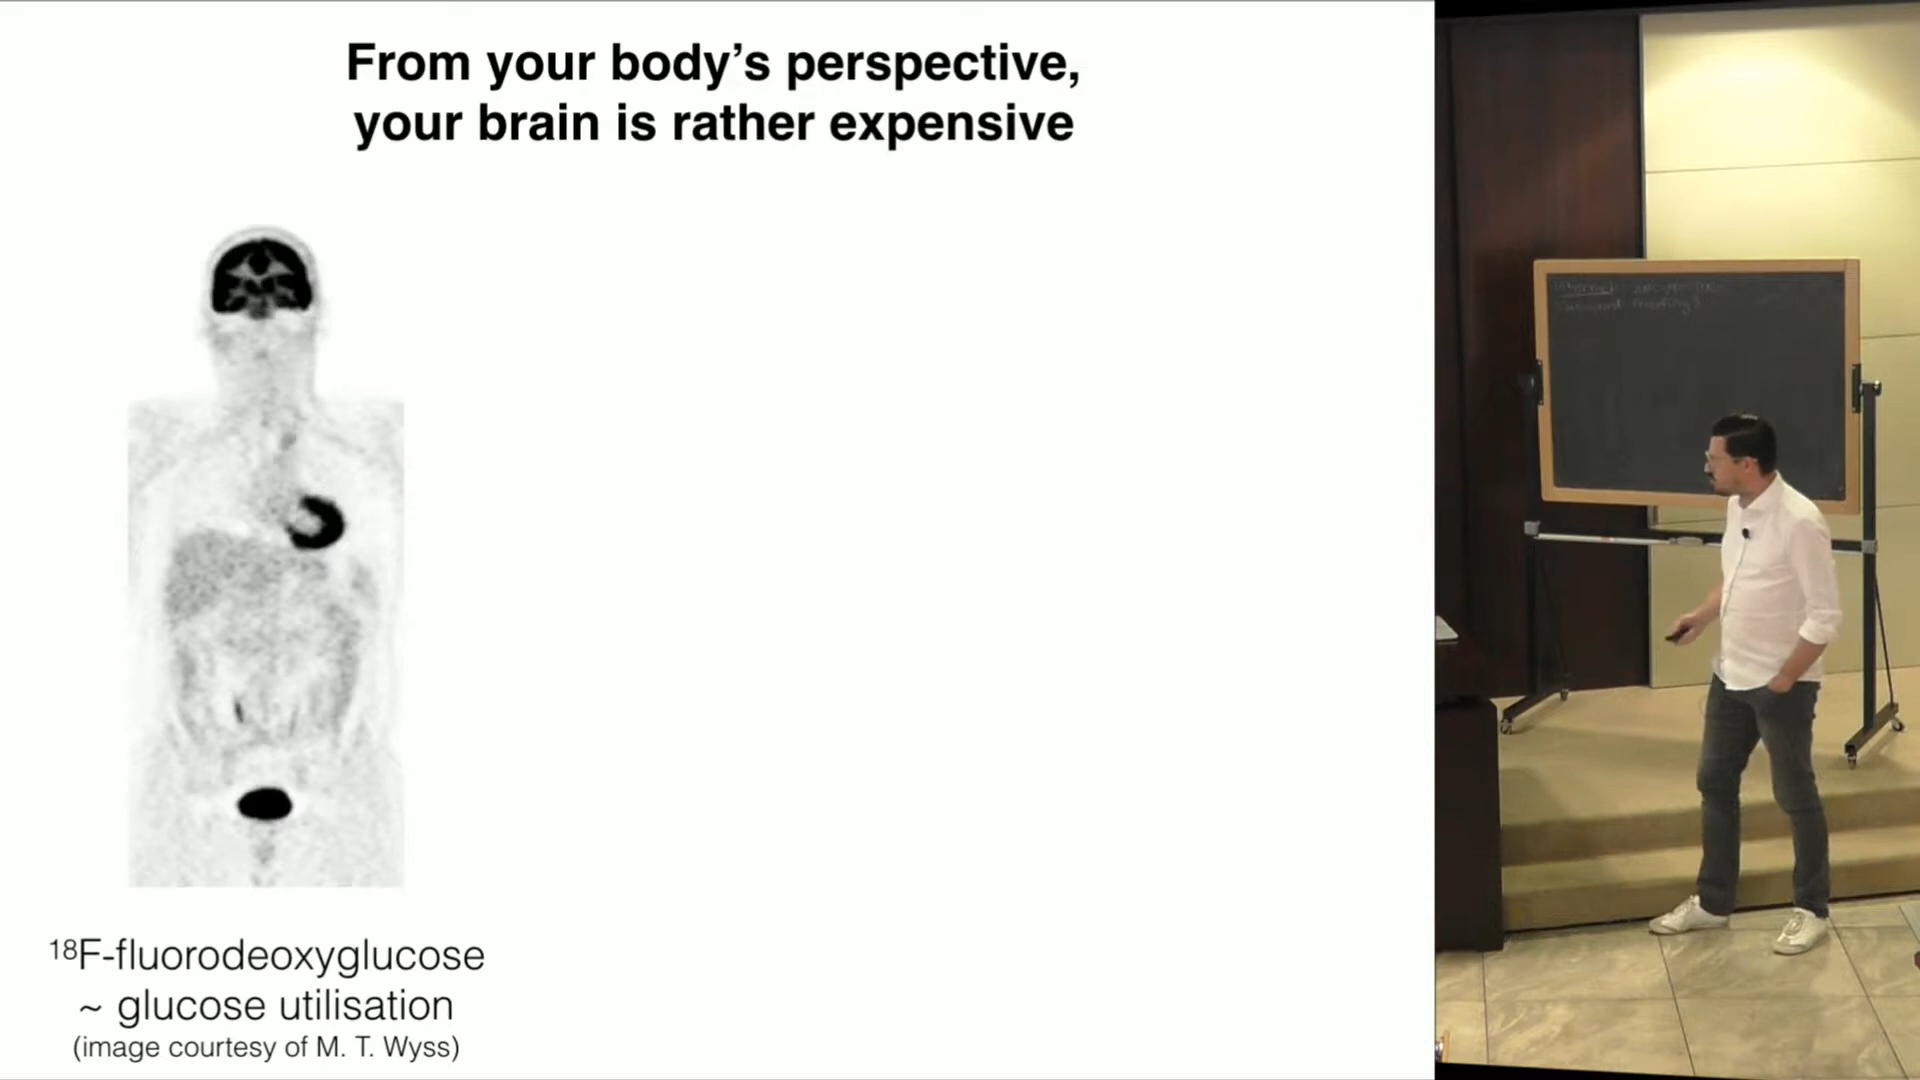 From your body’s perspective,
your brain is rather expensive
¹⁸F-fluorodeoxyglucose
~ glucose utilisation
(image courtesy of M. T. Wyss)